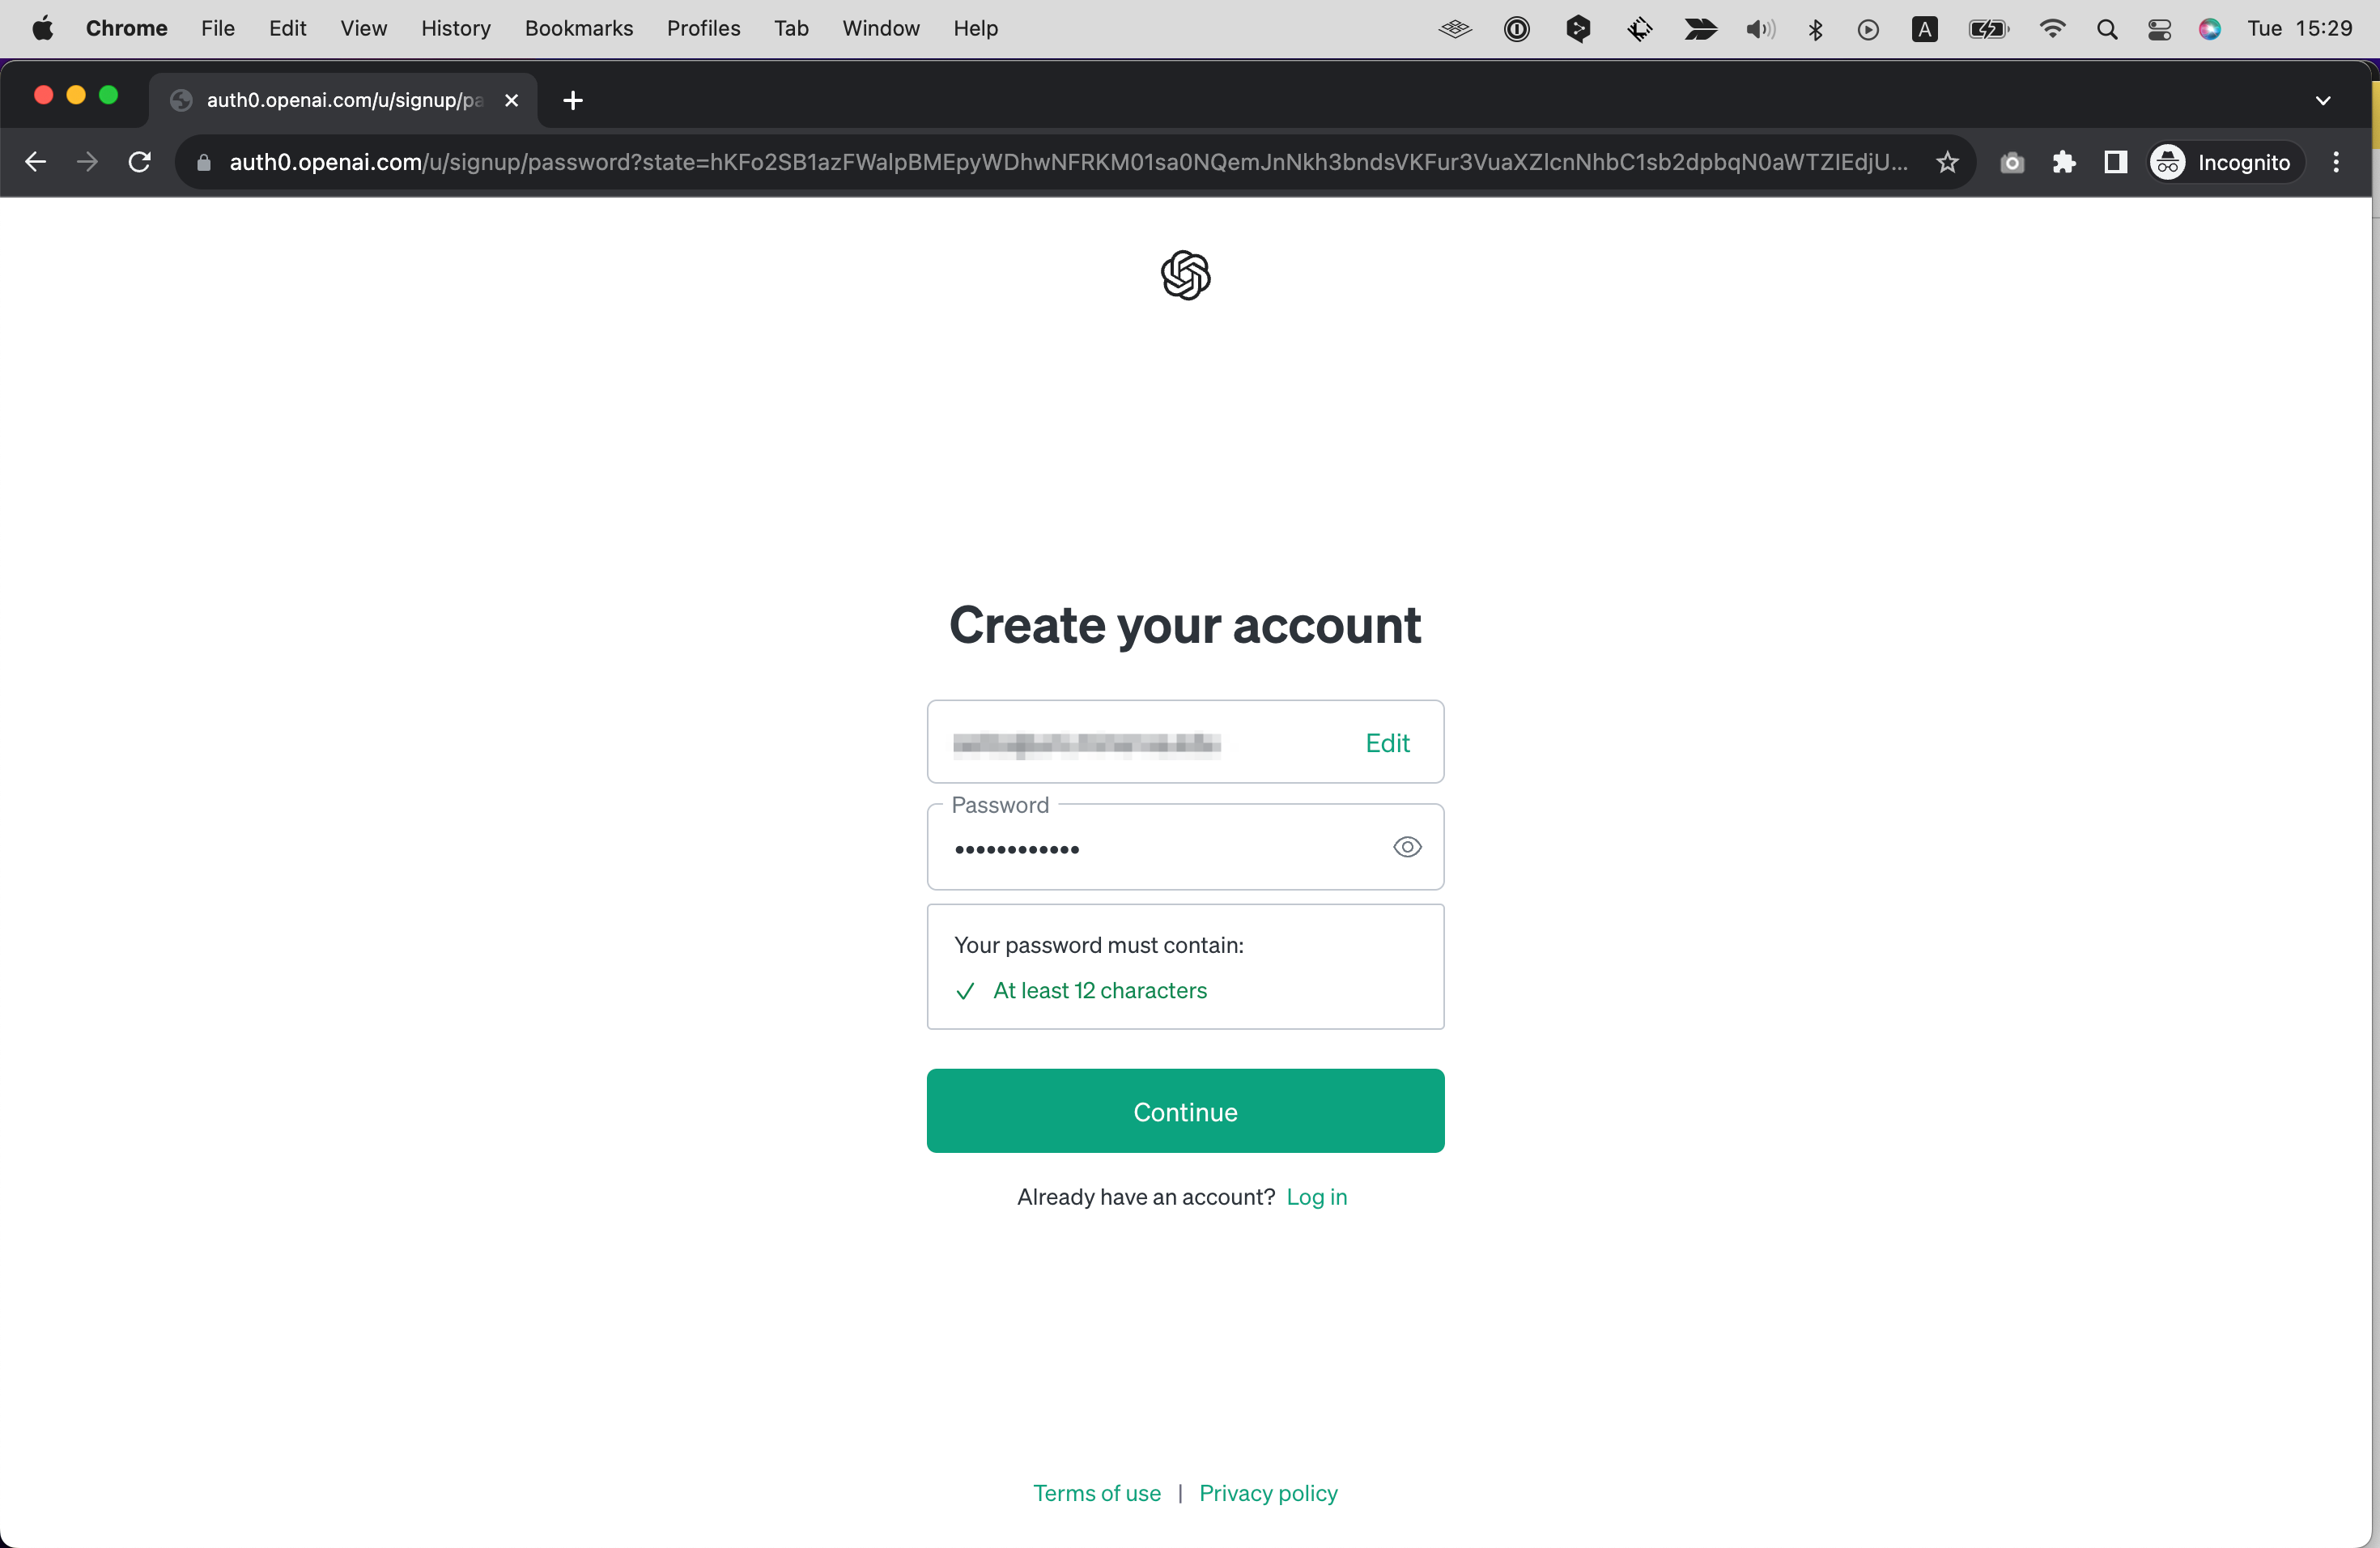 Chrome File Edit View History Bookmarks Profiles Tab Window Help A Tue 15:29
auth0.openai.com/u/signup/pa
auth0.openai.com/u/signup/password?state=hKFo2SB1azFWalpBMEpyWDhwNFRKM01sa0NQemJnNkh3bndsVKFur3VuaXZlcnNhbC1sb2dpbqN0aWTZIEdjU... Incognito
Create your account
Edit
Password
••••••••••••
Your password must contain:
At least 12 characters
Continue
Already have an account? Log in
Terms of use | Privacy policy